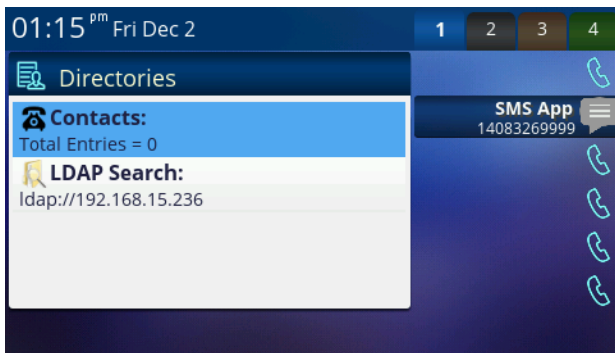 01:15 pm Fri Dec 2
1 2 3 4
Directories
Contacts:
Total Entries = 0
LDAP Search:
ldap://192.168.15.236
SMS App
14083269999